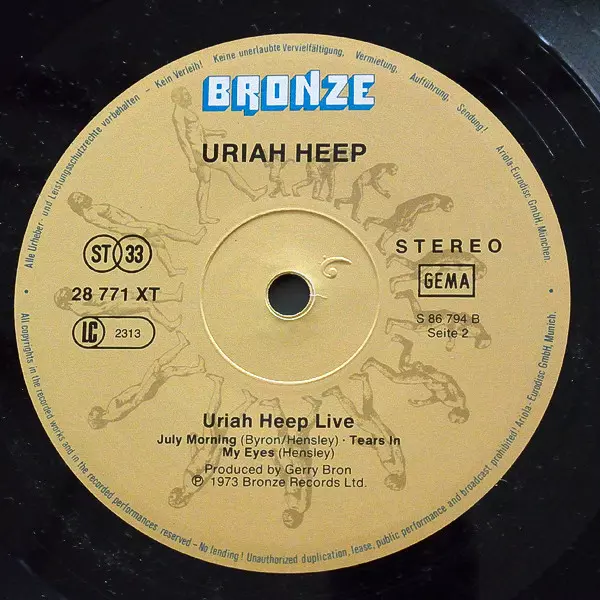 Alle Urheber- und Leistungsschutzrechte vorbehalten – Kein Verleih! Keine unerlaubte Vervielfältigung, Vermietung, Aufführung, Sendung! Ariola-Eurodisc GmbH, München.
BRONZE
URIAH HEEP
ST 33
28 771 XT
LC 2313
STEREO
GEMA
S 86 794 B
Seite 2
Uriah Heep Live
July Morning (Byron/Hensley) · Tears In
My Eyes (Hensley)
Produced by Gerry Bron
℗ 1973 Bronze Records Ltd.
All copyrights in the recorded works and in the recorded performances reserved – No lending! Unauthorized duplication, lease, public performance and broadcast prohibited! Ariola-Eurodisc GmbH, Munich.